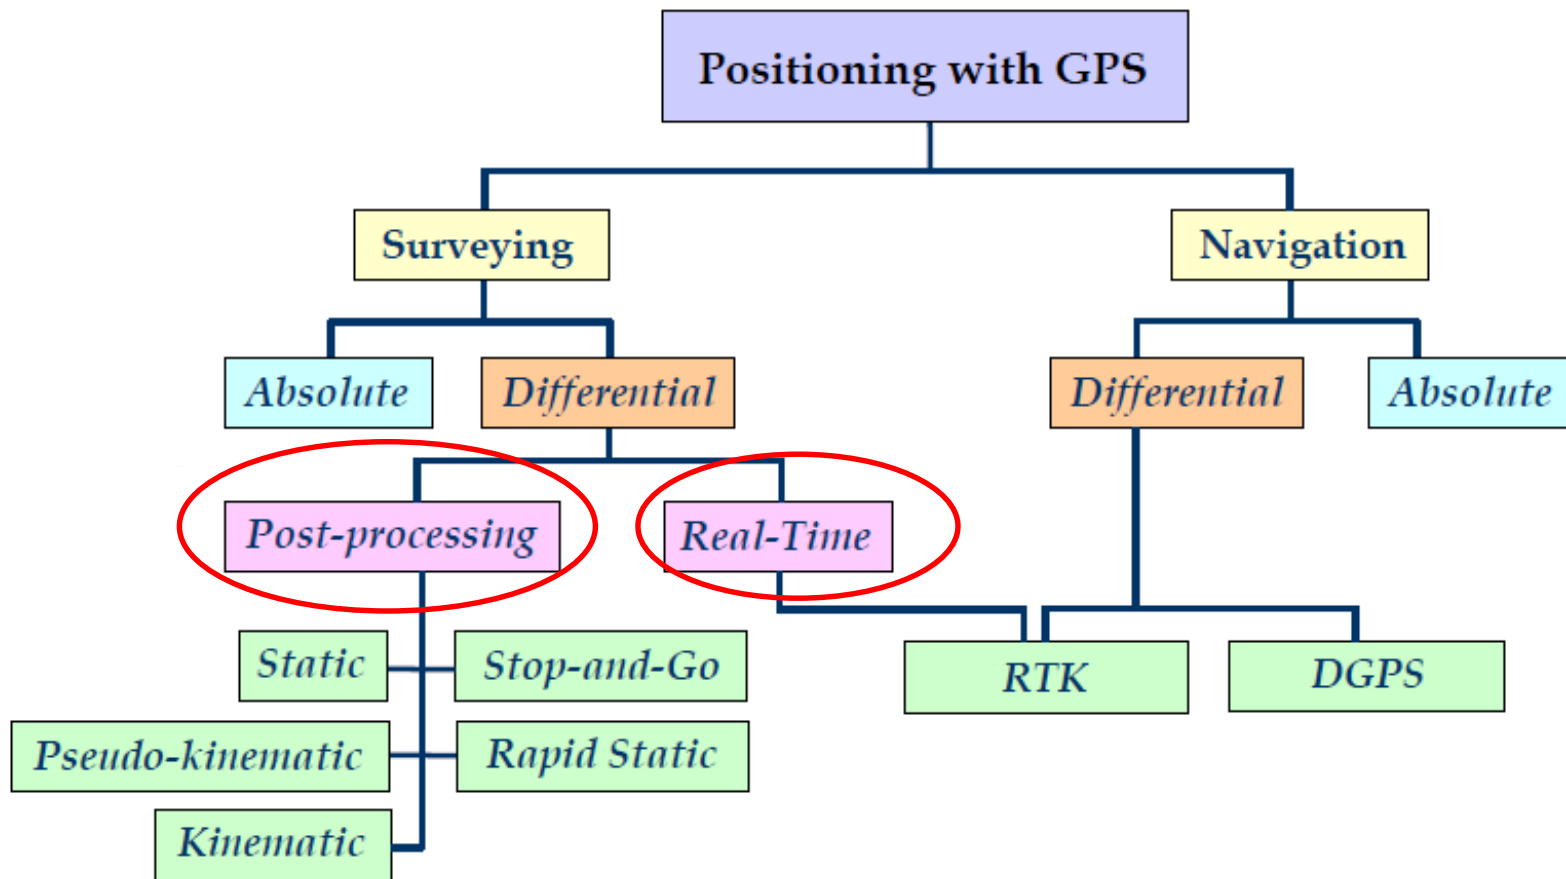 Positioning with GPS
Surveying
Navigation
Absolute
Differential
Differential
Absolute
Post-processing
Real-Time
Static
Stop-and-Go
RTK
DGPS
Pseudo-kinematic
Rapid Static
Kinematic